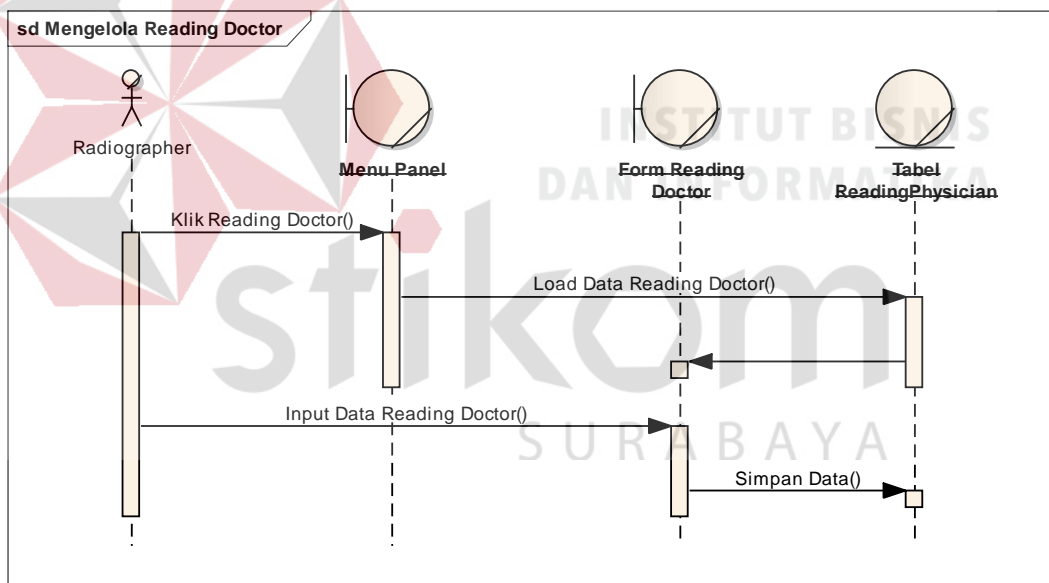 sd Mengelola Reading Doctor
INSTITUT BISNIS
DAN INFORMATIKA
Radiographer
Menu Panel
Form Reading
Doctor
Tabel
ReadingPhysician
Klik Reading Doctor()
stikom
Load Data Reading Doctor()
Input Data Reading Doctor()
SURABAYA
Simpan Data()